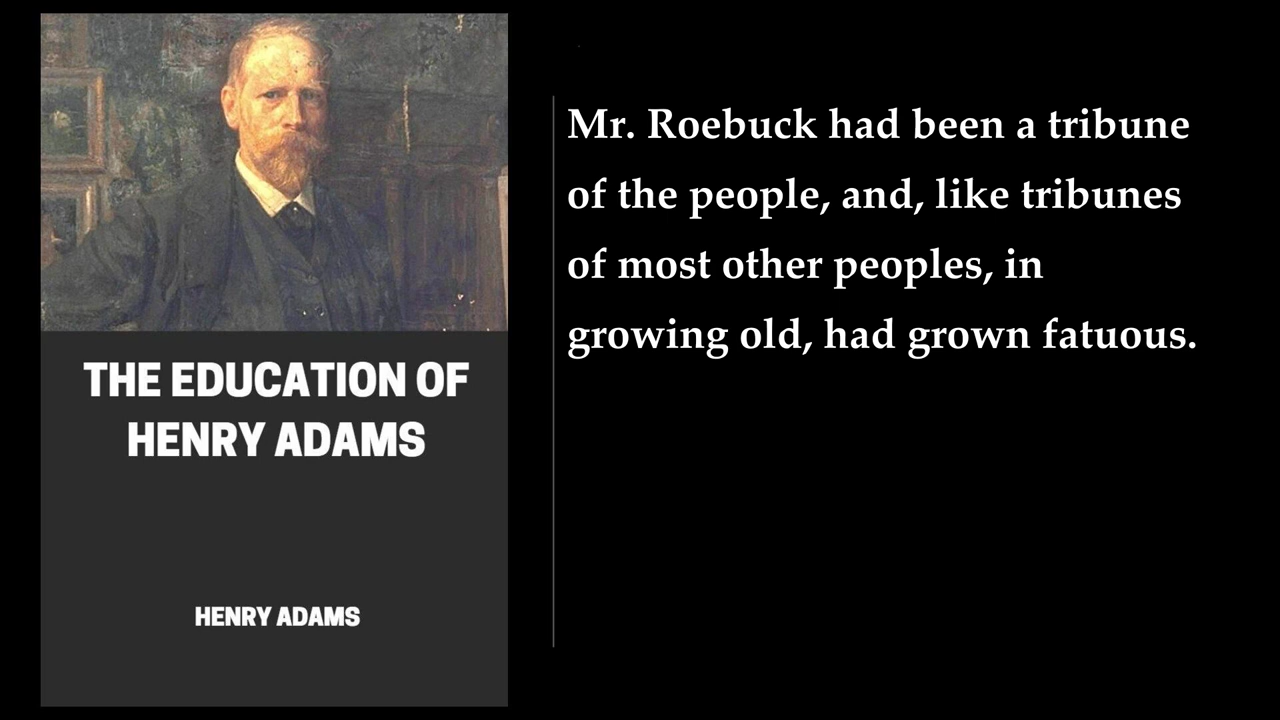 THE EDUCATION OF
HENRY ADAMS
HENRY ADAMS
Mr. Roebuck had been a tribune
of the people, and, like tribunes
of most other peoples, in
growing old, had grown fatuous.